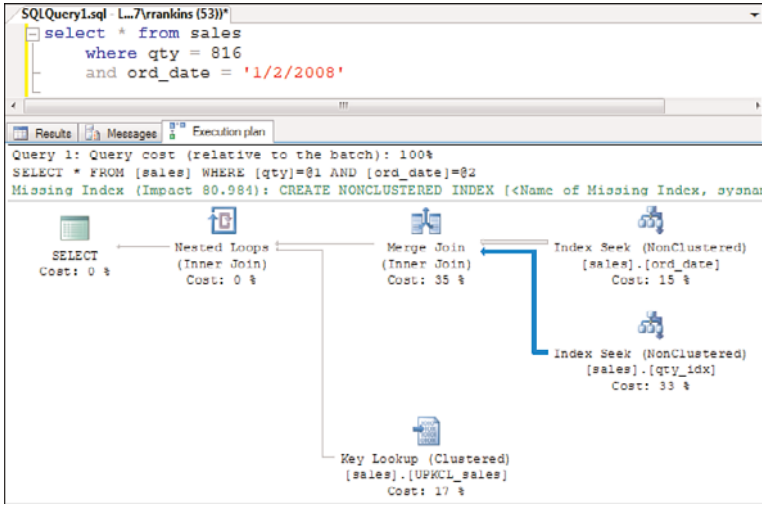 SQLQuery1.sql - L...7\rrankins (53))*
select * from sales
where qty = 816
and ord_date = '1/2/2008'
Results Messages Execution plan
Query 1: Query cost (relative to the batch): 100%
SELECT * FROM [sales] WHERE [qty]=@1 AND [ord_date]=@2
Missing Index (Impact 80.984): CREATE NONCLUSTERED INDEX [<Name of Missing Index, sysna
SELECT
Cost: 0 %
Nested Loops
(Inner Join)
Cost: 0 %
Merge Join
(Inner Join)
Cost: 35 %
Index Seek (NonClustered)
[sales].[ord_date]
Cost: 15 %
Index Seek (NonClustered)
[sales].[qty_idx]
Cost: 33 %
Key Lookup (Clustered)
[sales].[UPKCL_sales]
Cost: 17 %